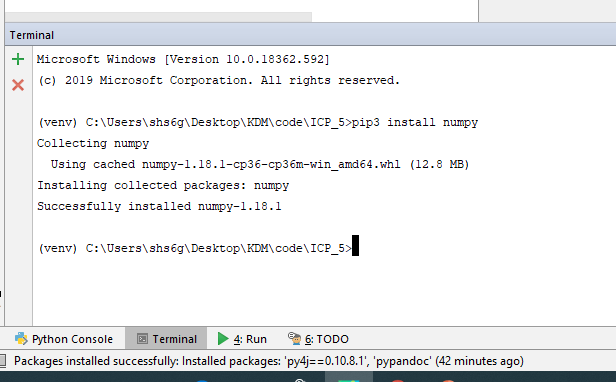 Terminal
Microsoft Windows [Version 10.0.18362.592]
(c) 2019 Microsoft Corporation. All rights reserved.
(venv) C:\Users\shs6g\Desktop\KDM\code\ICP_5>pip3 install numpy
Collecting numpy
Using cached numpy-1.18.1-cp36-cp36m-win_amd64.whl (12.8 MB)
Installing collected packages: numpy
Successfully installed numpy-1.18.1
(venv) C:\Users\shs6g\Desktop\KDM\code\ICP_5>
Python Console Terminal 4: Run 6: TODO
Packages installed successfully: Installed packages: 'py4j==0.10.8.1', 'pypandoc' (42 minutes ago)